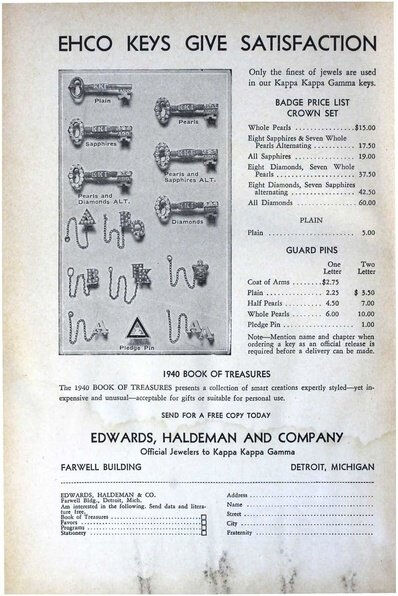 EHCO KEYS GIVE SATISFACTION
Plain
Pearls
Sapphires
Pearls and
Sapphires ALT.
Pearls and
Diamonds ALT.
Diamonds
Pledge Pin
Only the finest of jewels are used
in our Kappa Kappa Gamma keys.
BADGE PRICE LIST
CROWN SET
Whole Pearls ............... $15.00
Eight Sapphires & Seven Whole
Pearls Alternating .......... 17.50
All Sapphires ............... 19.00
Eight Diamonds, Seven Whole
Pearls ...................... 37.50
Eight Diamonds, Seven Sapphires
alternating ................. 42.50
All Diamonds ................ 60.00
PLAIN
Plain ....................... 5.00
GUARD PINS
One Two
Letter Letter
Coat of Arms ....... $2.75
Plain ............... 2.25 $ 3.50
Half Pearls ......... 4.50 7.00
Whole Pearls ........ 6.00 10.00
Pledge Pin .................. 1.00
Note—Mention name and chapter when
ordering a key as an official release is
required before a delivery can be made.
1940 BOOK OF TREASURES
The 1940 BOOK OF TREASURES presents a collection of smart creations expertly styled—yet in-
expensive and unusual—acceptable for gifts or suitable for personal use.
SEND FOR A FREE COPY TODAY
EDWARDS, HALDEMAN AND COMPANY
Official Jewelers to Kappa Kappa Gamma
FARWELL BUILDING DETROIT, MICHIGAN
EDWARDS, HALDEMAN & CO.
Farwell Bldg., Detroit, Mich.
Am interested in the following. Send data and litera-
ture free.
Book of Treasures
Favors
Programs
Stationery
Address
Name
Street
City
Fraternity